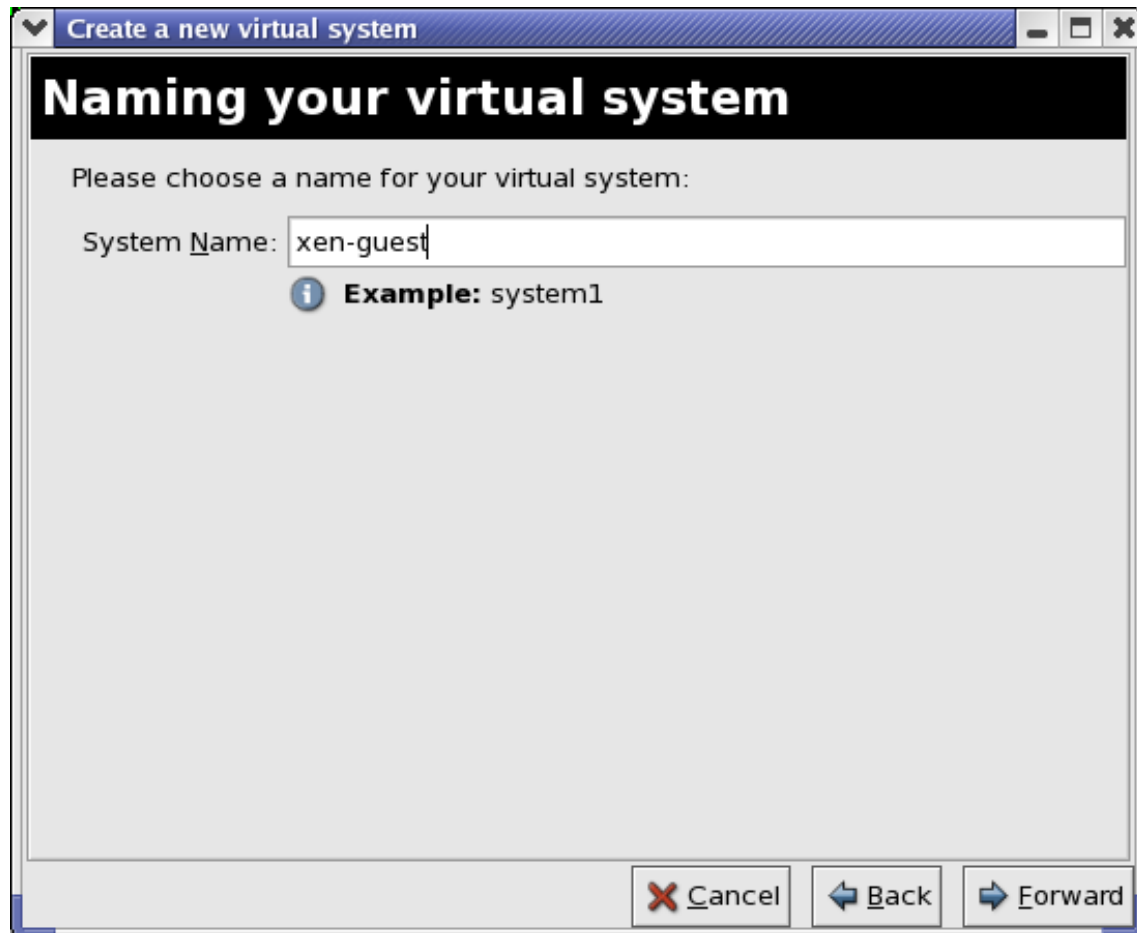 Create a new virtual system
Naming your virtual system
Please choose a name for your virtual system:
System Name: xen-guest
Example: system1
Cancel Back Forward